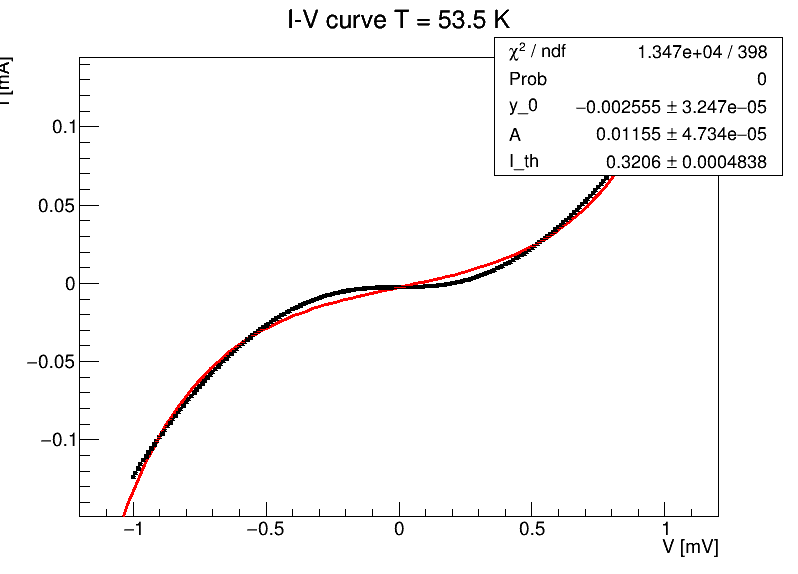 I-V curve T = 53.5 K
χ² / ndf 1.347e+04 / 398
Prob 0
y_0 −0.002555 ± 3.247e−05
A 0.01155 ± 4.734e−05
I_th 0.3206 ± 0.0004838
I [mA]
0.1
0.05
0
−0.05
−0.1
−1 −0.5 0 0.5 1
V [mV]